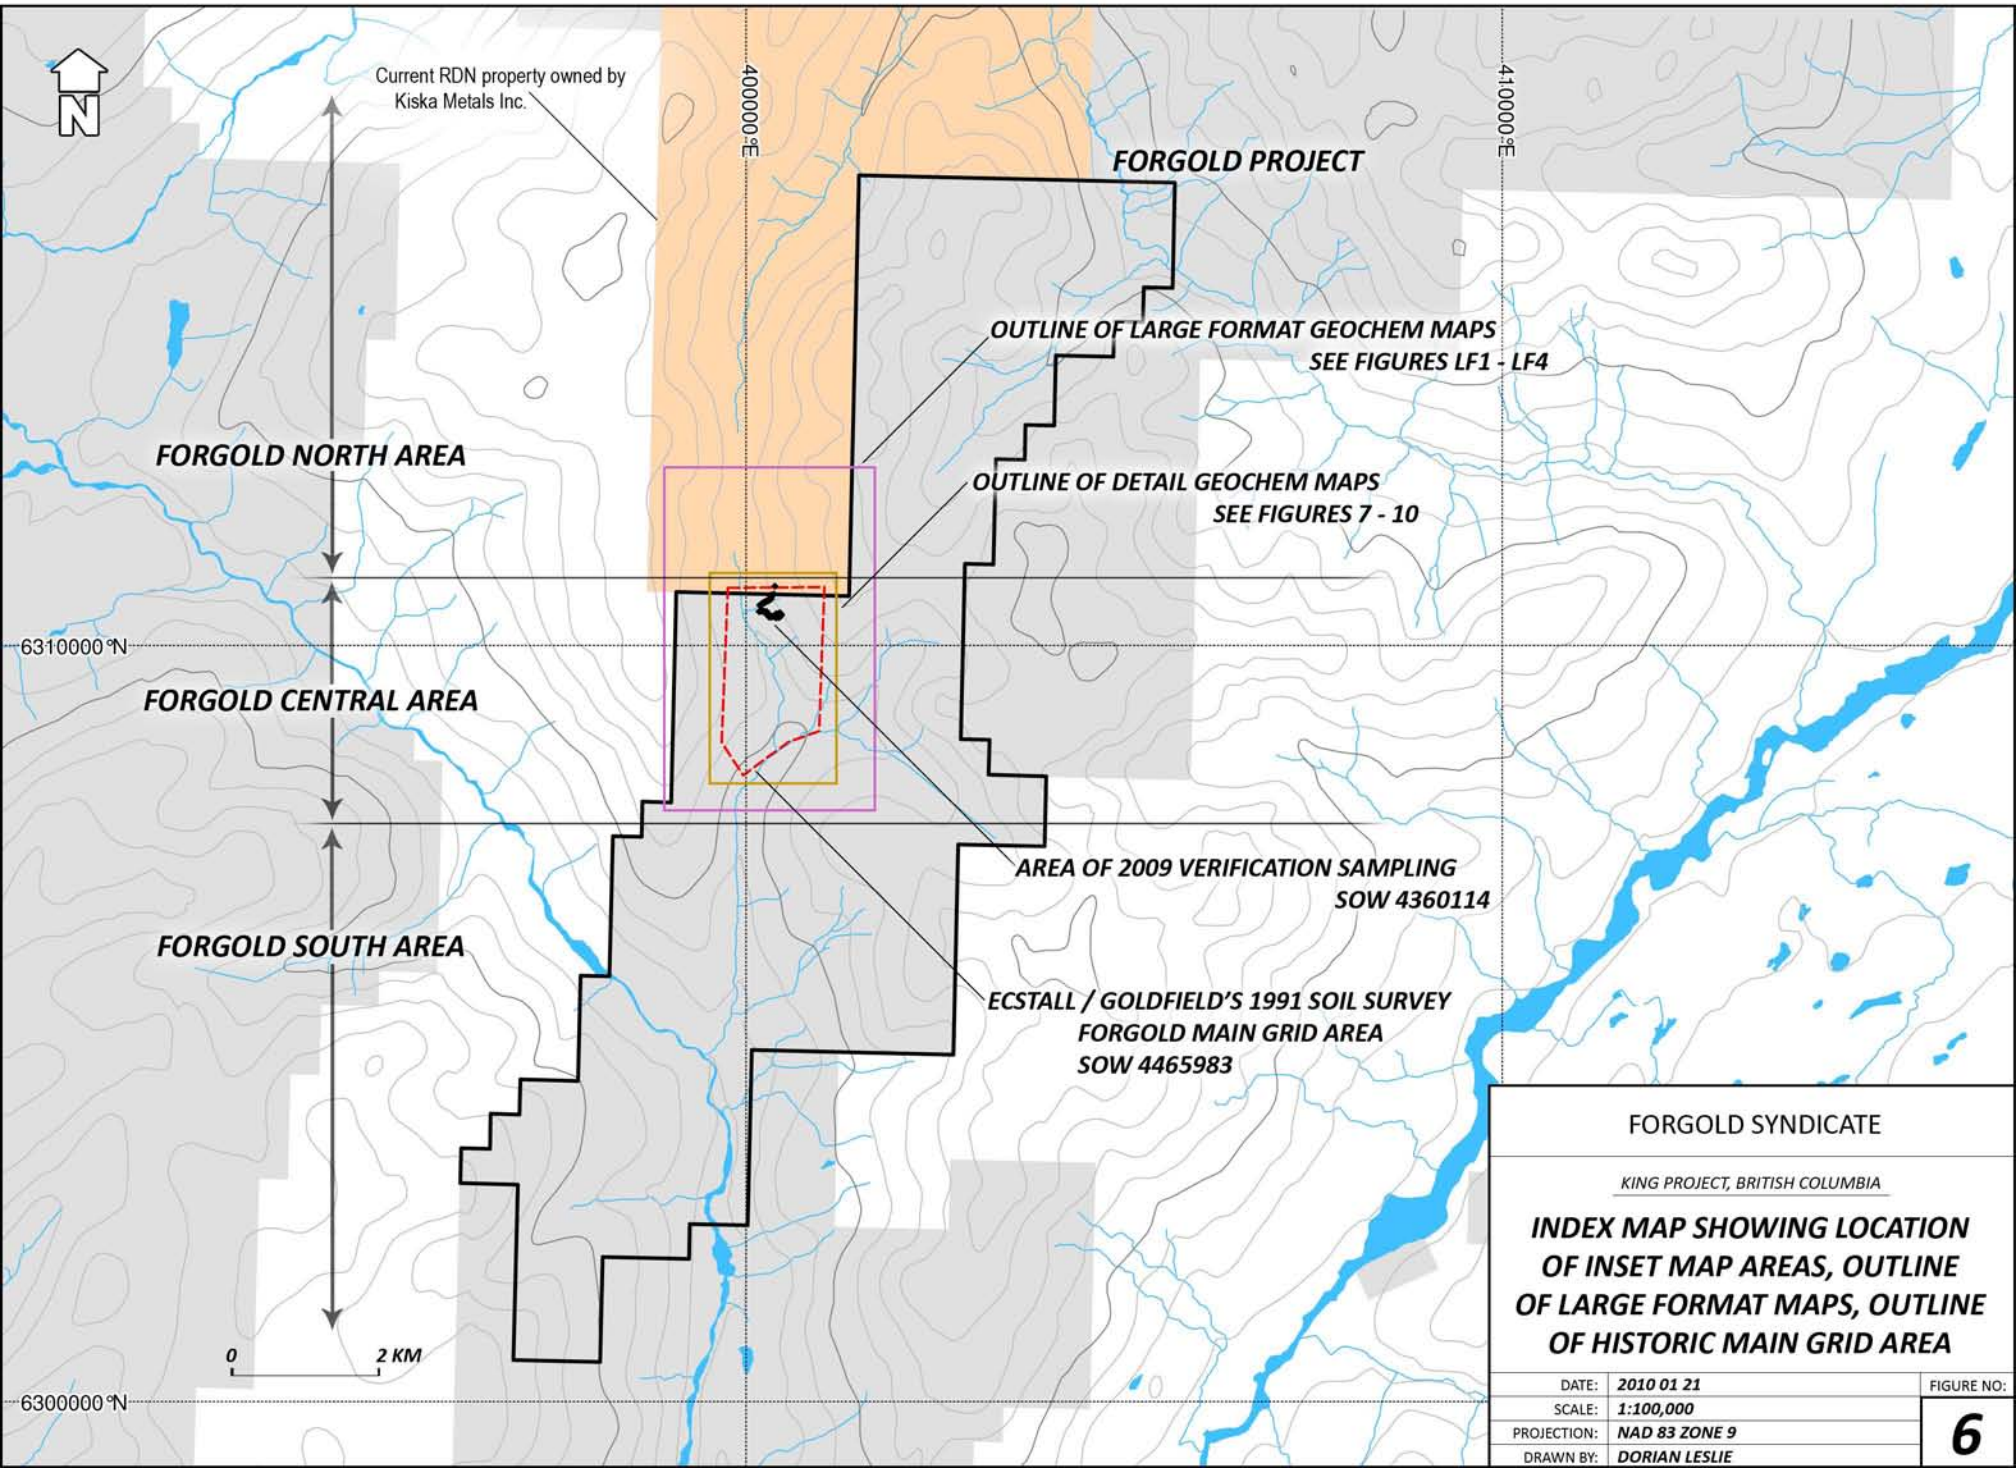 N
Current RDN property owned by
Kiska Metals Inc.
400000°E
410000°E
FORGOLD PROJECT
OUTLINE OF LARGE FORMAT GEOCHEM MAPS
SEE FIGURES LF1 - LF4
FORGOLD NORTH AREA
OUTLINE OF DETAIL GEOCHEM MAPS
SEE FIGURES 7 - 10
6310000°N
FORGOLD CENTRAL AREA
AREA OF 2009 VERIFICATION SAMPLING
SOW 4360114
FORGOLD SOUTH AREA
ECSTALL / GOLDFIELD'S 1991 SOIL SURVEY
FORGOLD MAIN GRID AREA
SOW 4465983
0 2 KM
6300000°N
FORGOLD SYNDICATE
KING PROJECT, BRITISH COLUMBIA
INDEX MAP SHOWING LOCATION
OF INSET MAP AREAS, OUTLINE
OF LARGE FORMAT MAPS, OUTLINE
OF HISTORIC MAIN GRID AREA
DATE: 2010 01 21
SCALE: 1:100,000
PROJECTION: NAD 83 ZONE 9
DRAWN BY: DORIAN LESLIE
FIGURE NO:
6